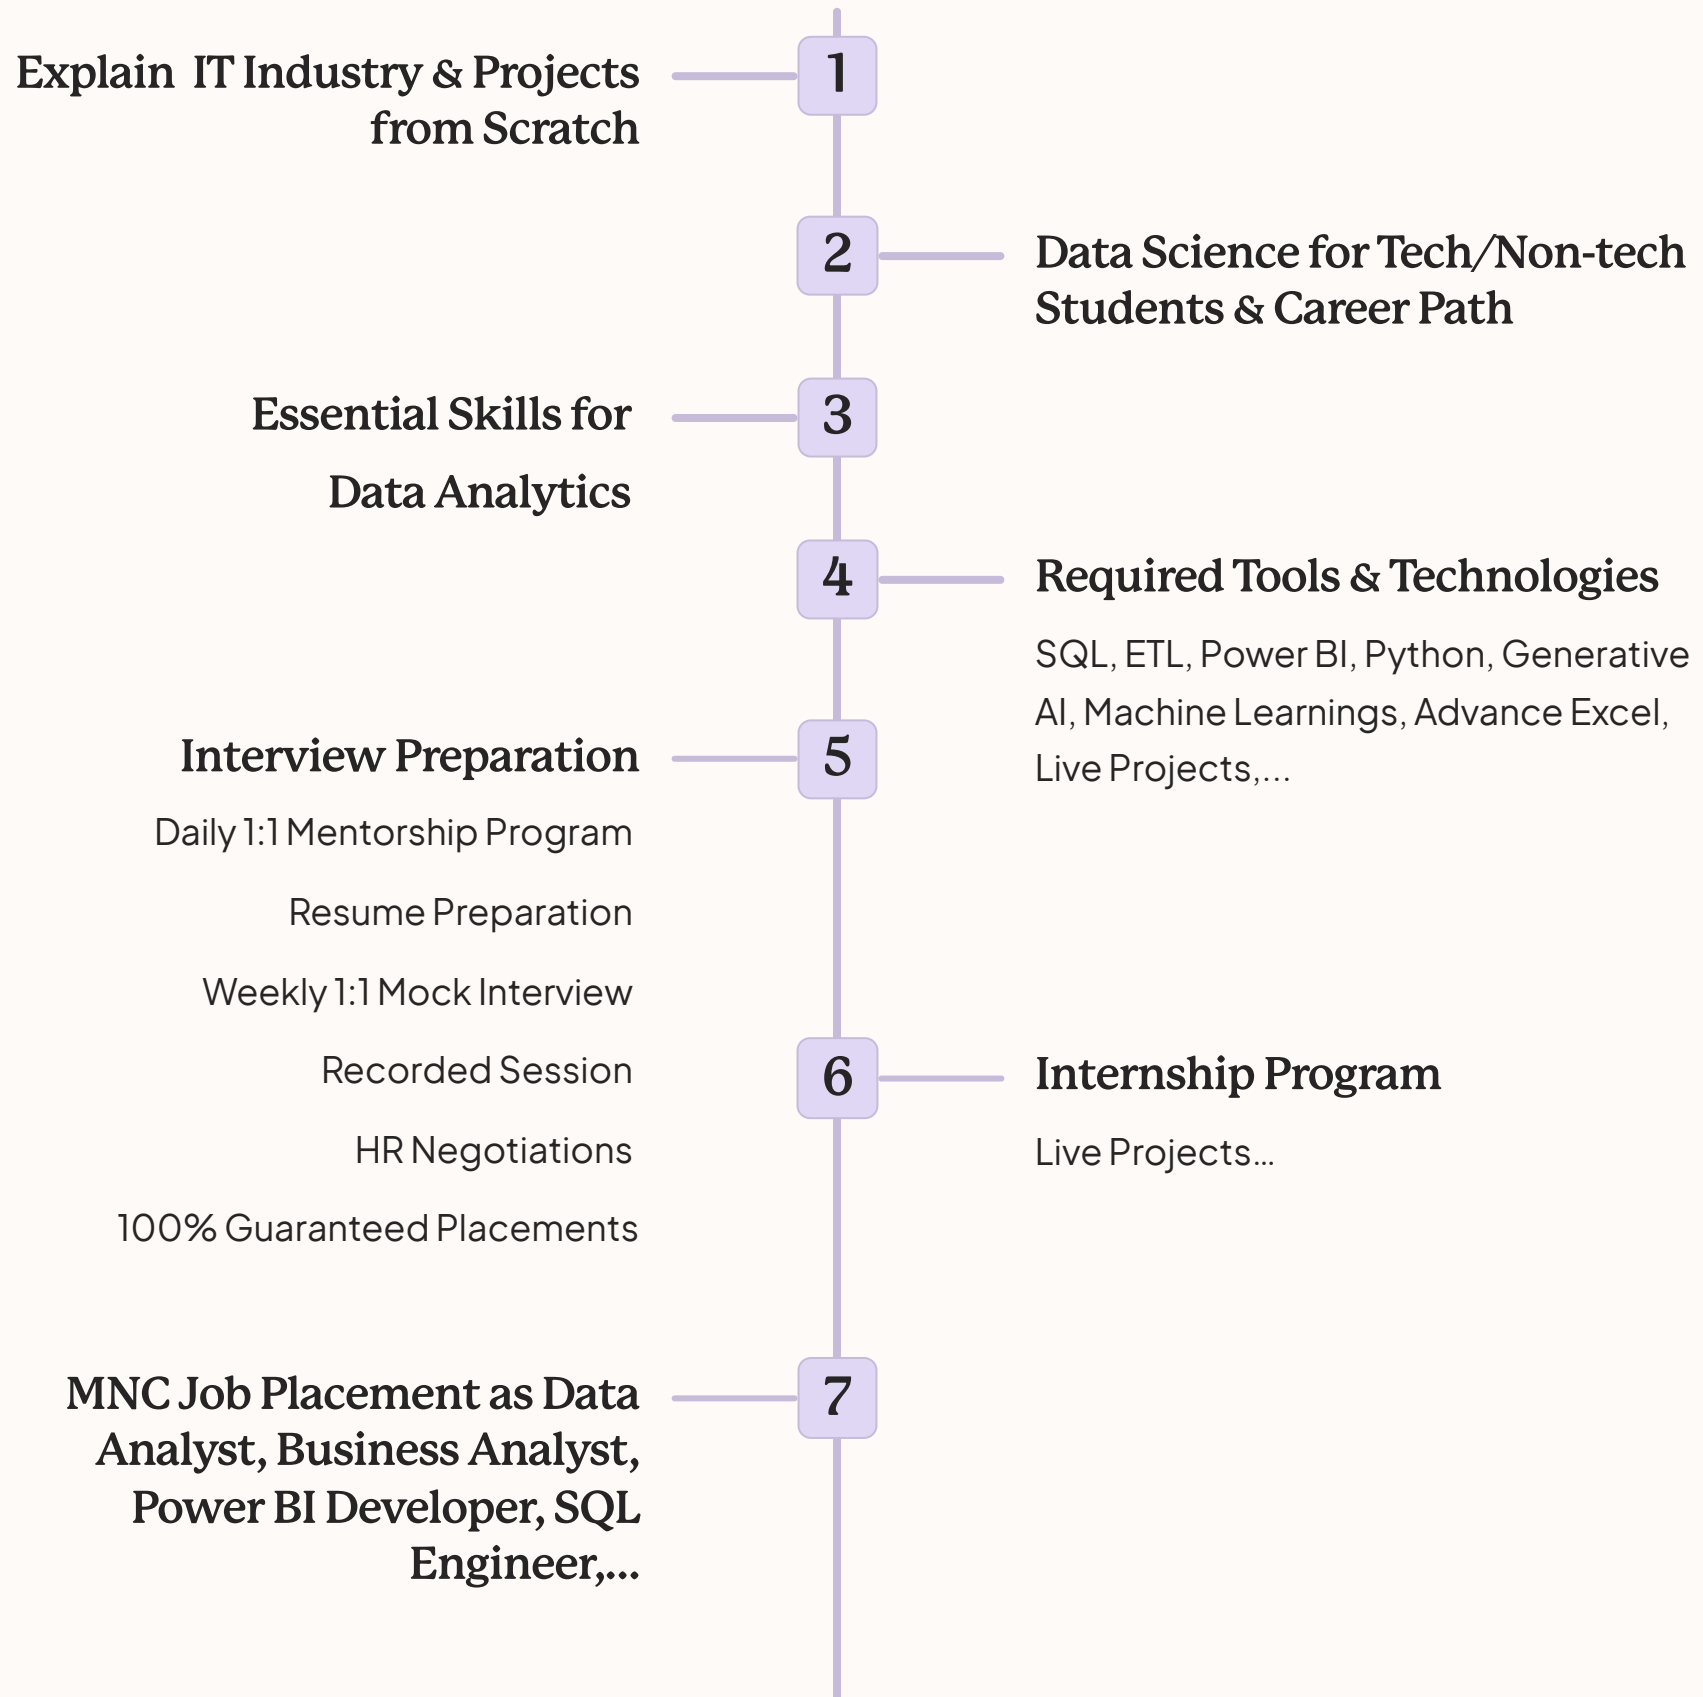 1
Explain  IT Industry & Projects
from Scratch
2
Data Science for Tech/Non-tech
Students & Career Path
3
Essential Skills for
Data Analytics
4
Required Tools & Technologies
SQL, ETL, Power BI, Python, Generative
AI, Machine Learnings, Advance Excel,
Live Projects,...
5
Interview Preparation
Daily 1:1 Mentorship Program
Resume Preparation
Weekly 1:1 Mock Interview
Recorded Session
HR Negotiations
100% Guaranteed Placements
6
Internship Program
Live Projects...
7
MNC Job Placement as Data
Analyst, Business Analyst,
Power BI Developer, SQL
Engineer,...